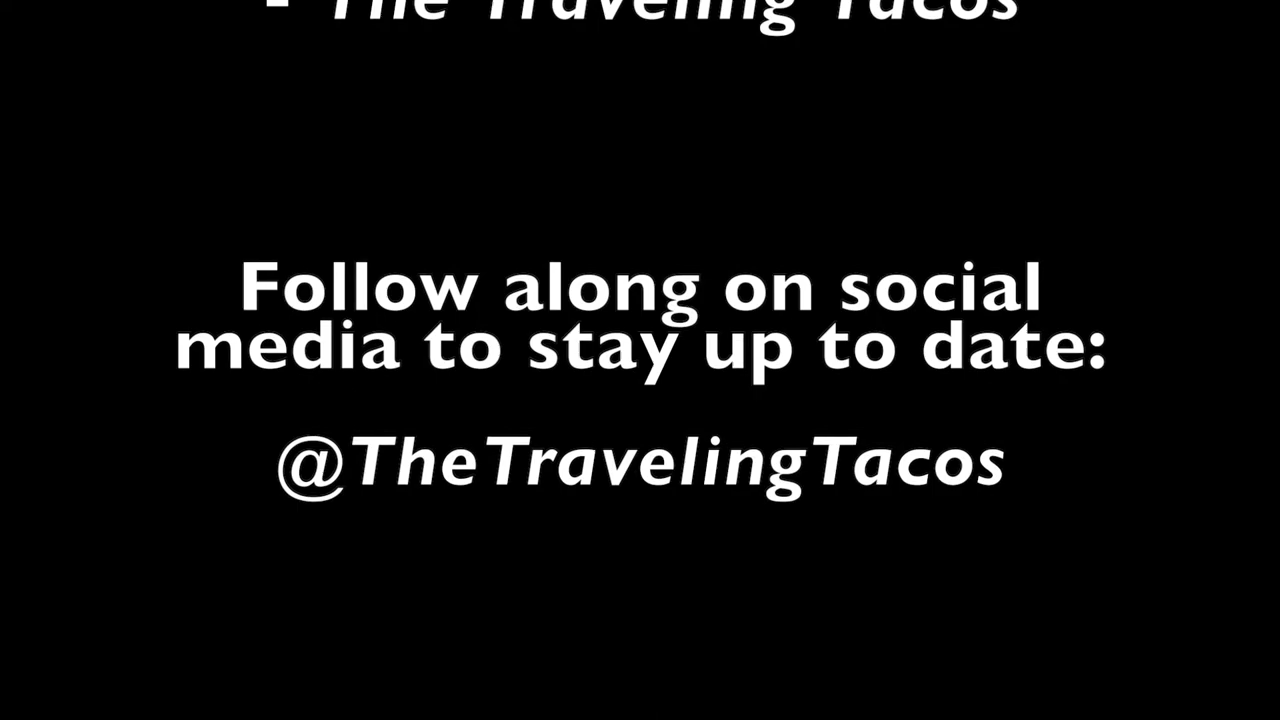 - The Traveling Tacos
Follow along on social
media to stay up to date:
@TheTravelingTacos